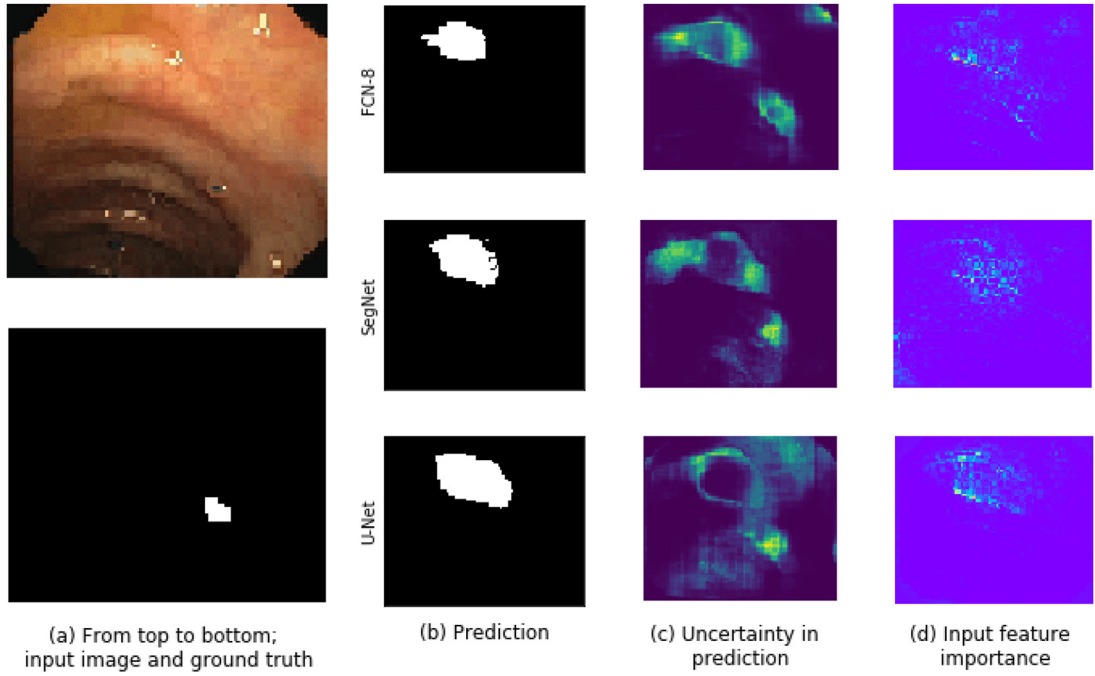 FCN-8
SegNet
U-Net
(a) From top to bottom;
input image and ground truth
(b) Prediction
(c) Uncertainty in
prediction
(d) Input feature
importance